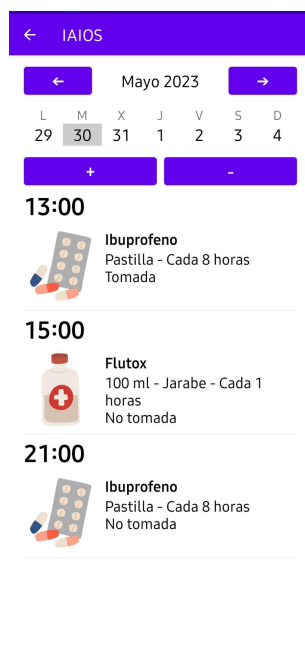 ← IAIOS
← Mayo 2023 →
L M X J V S D
29 30 31 1 2 3 4
+ -
13:00
Ibuprofeno
Pastilla - Cada 8 horas
Tomada
15:00
Flutox
100 ml - Jarabe - Cada 1
horas
No tomada
21:00
Ibuprofeno
Pastilla - Cada 8 horas
No tomada